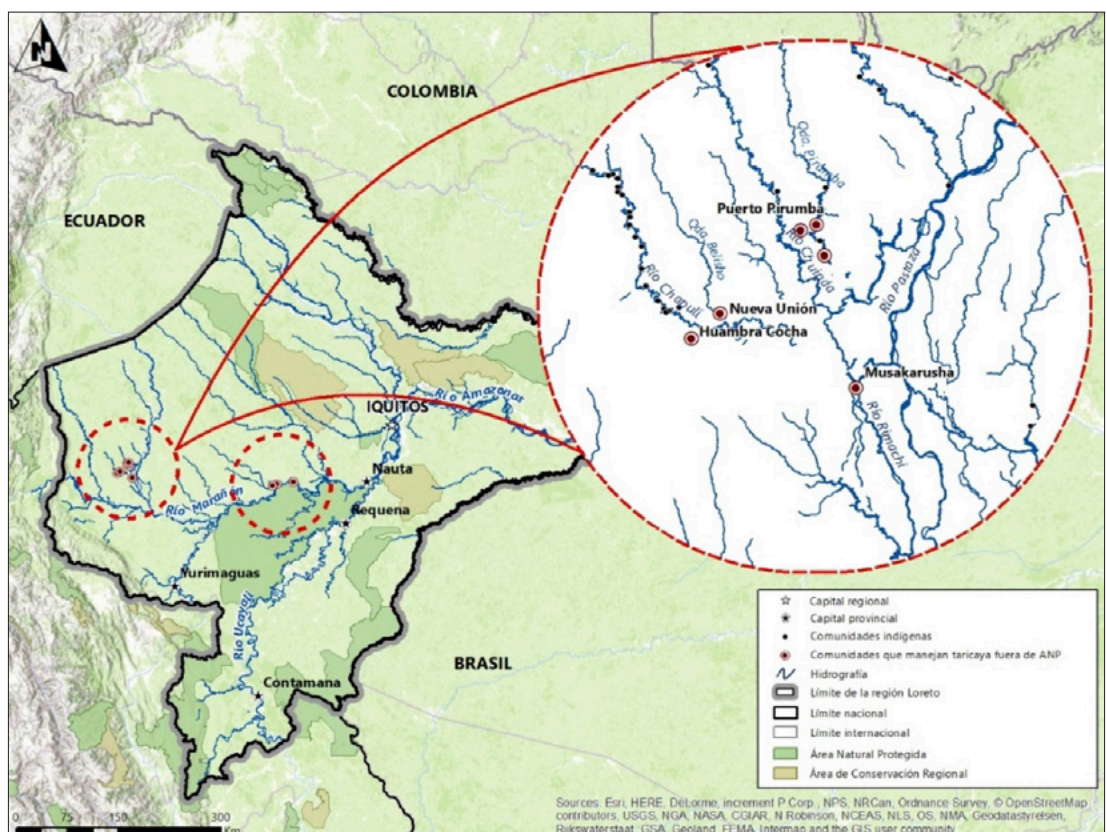 N
COLOMBIA
ECUADOR
Qda. Pirumba
Puerto Pirumba
Río Chuinda
Qda. Beirsho
Río Pastaza
Río Chapuli
Nueva Unión
Huambra Cocha
Musakarusha
Río Rimachi
Río Amazonas
IQUITOS
Nauta
Río Marañón
Requena
Yurimaguas
Río Ucayali
BRASIL
Contamana
Capital regional
Capital provincial
Comunidades indígenas
Comunidades que manejan taricaya fuera de ANP
Hidrografía
Límite de la región Loreto
Límite nacional
Límite internacional
Área Natural Protegida
Área de Conservación Regional
0 75 150 300
Km
Sources: Esri, HERE, DeLorme, increment P Corp., NPS, NRCan, Ordnance Survey, © OpenStreetMap
contributors, USGS, NGA, NASA, CGIAR, N Robinson, NCEAS, NLS, OS, NMA, Geodatastyrelsen,
Rijkswaterstaat, GSA, Geoland, FEMA, Intermap and the GIS user community